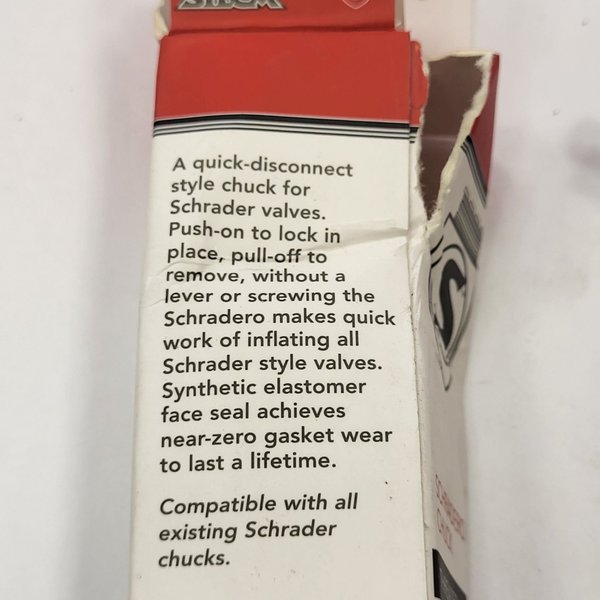 A quick-disconnect
style chuck for
Schrader valves.
Push-on to lock in
place, pull-off to
remove, without a
lever or screwing the
Schradero makes quick
work of inflating all
Schrader style valves.
Synthetic elastomer
face seal achieves
near-zero gasket wear
to last a lifetime.
Compatible with all
existing Schrader
chucks.
S
CHUCK